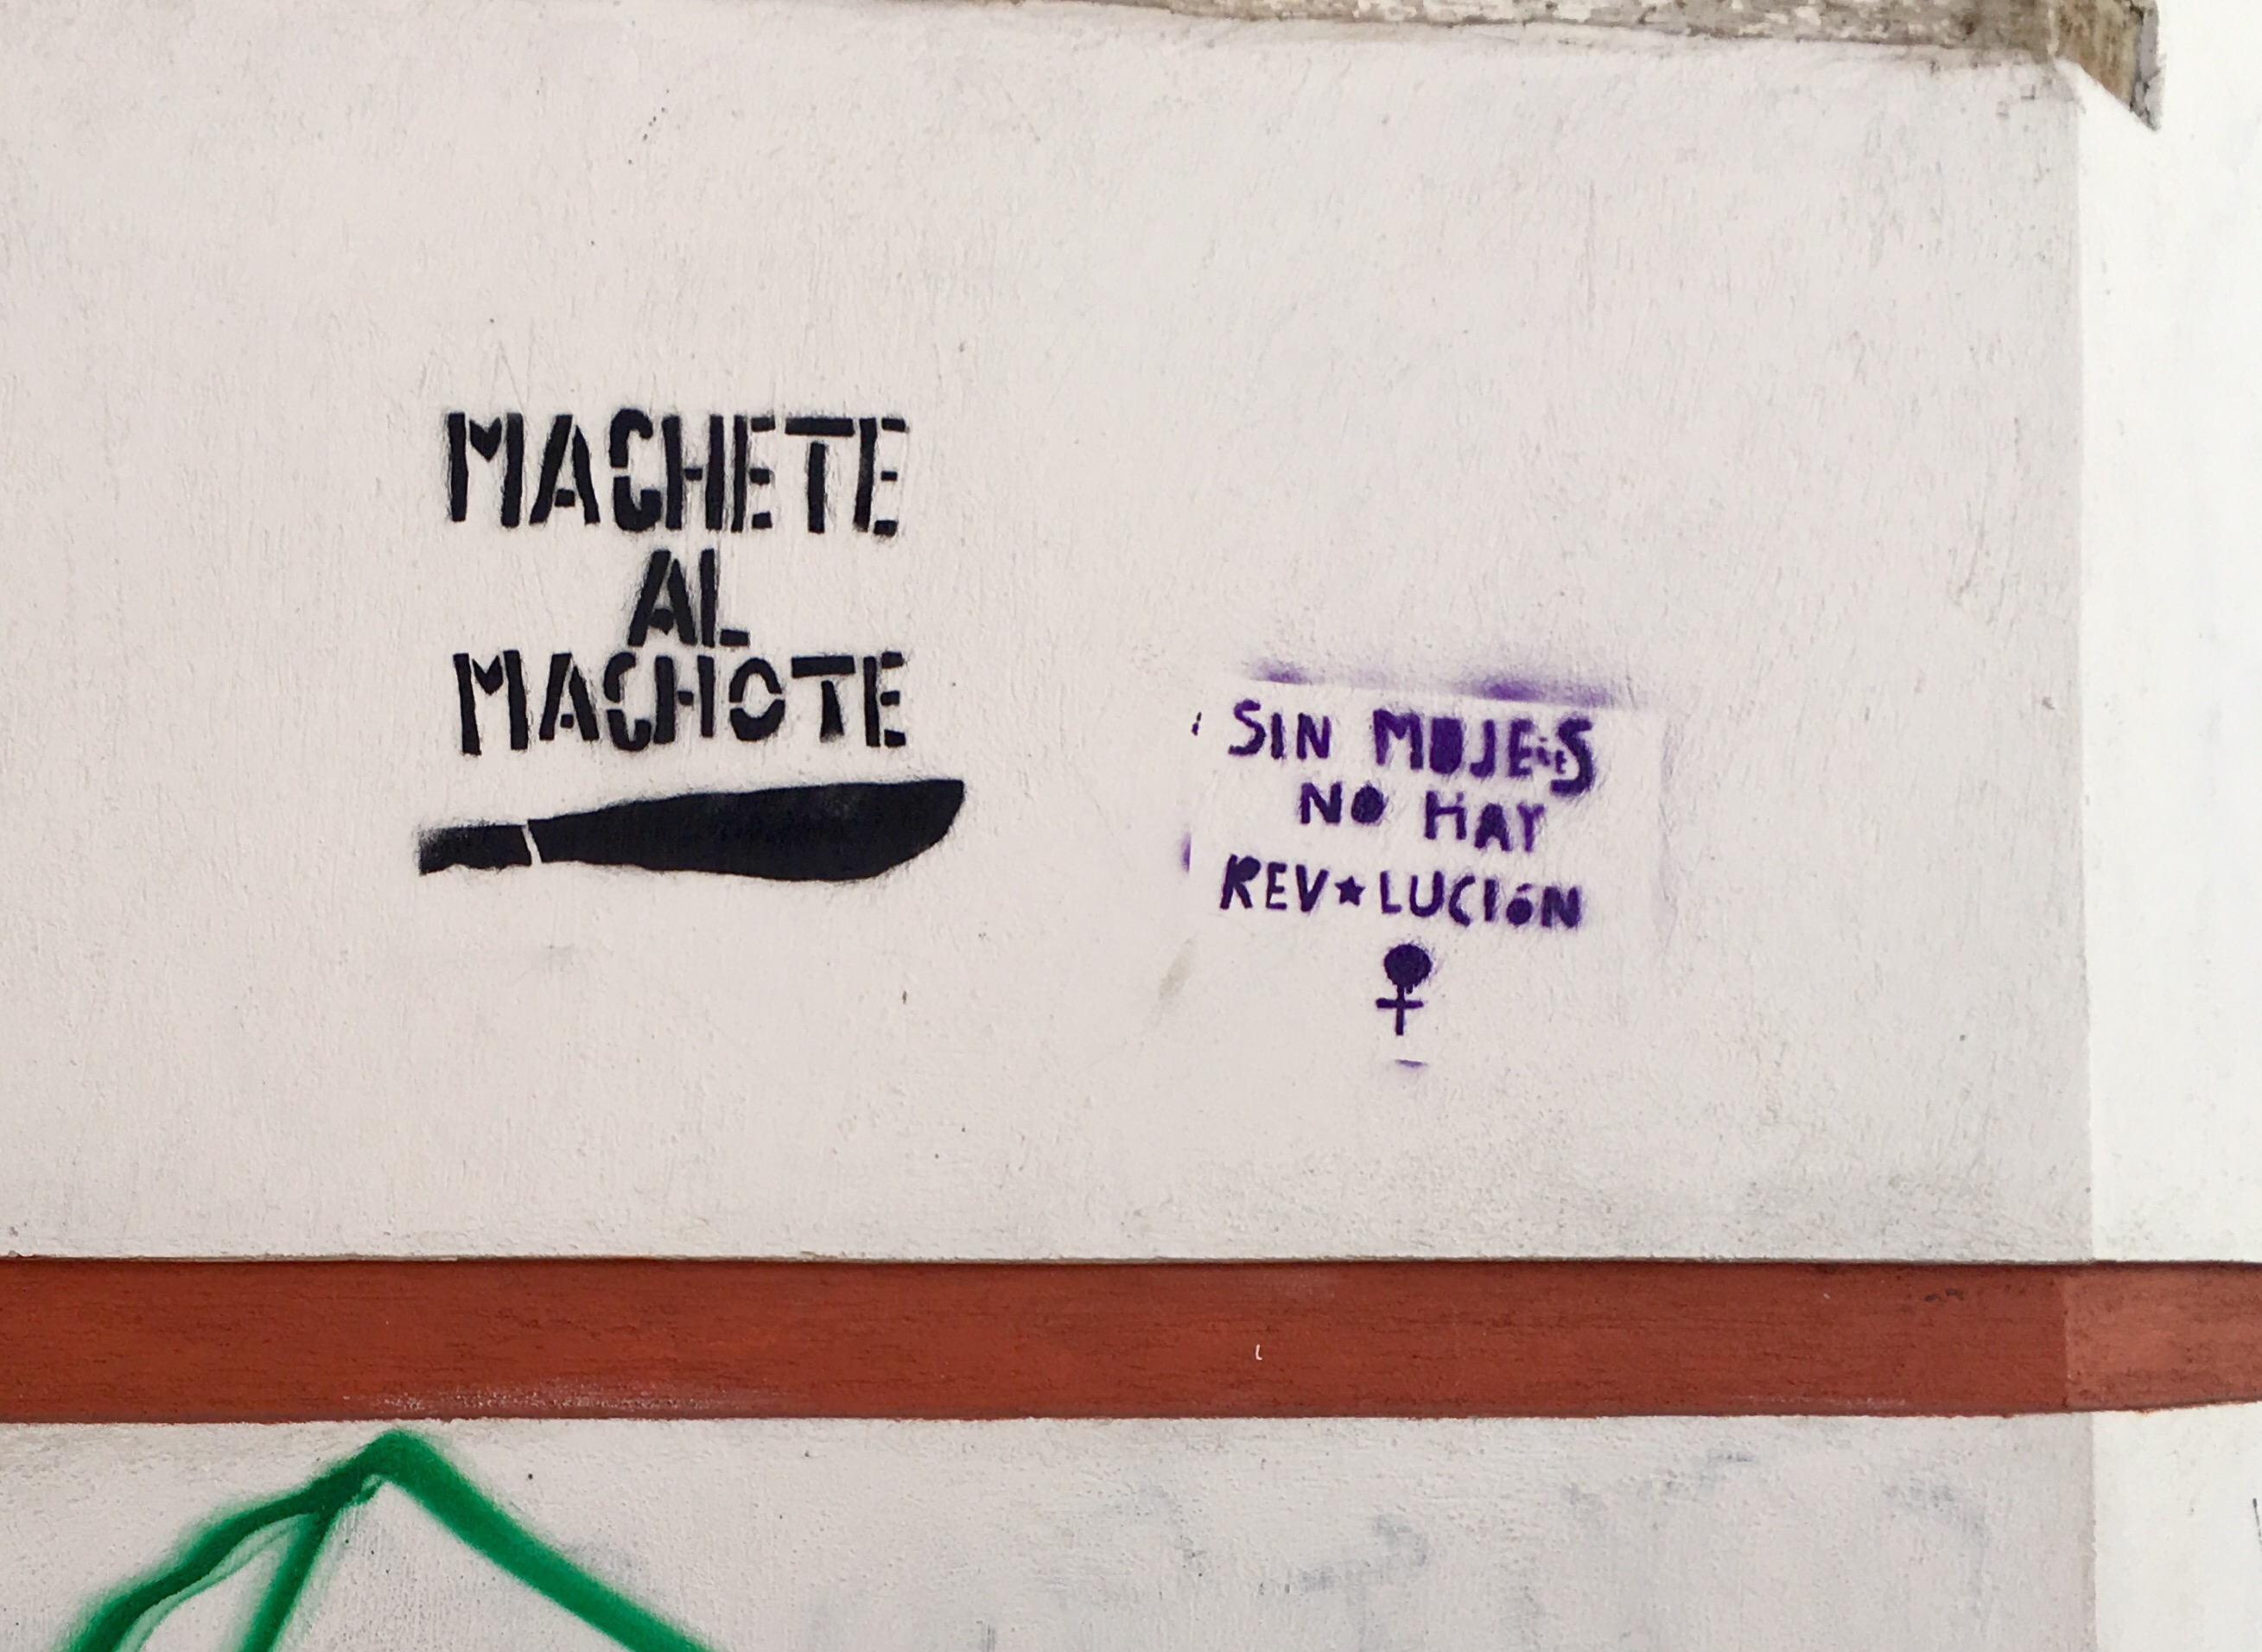 MACHETE
AL
MACHOTE
SIN MUJERES
NO HAY
REV★LUCIÓN